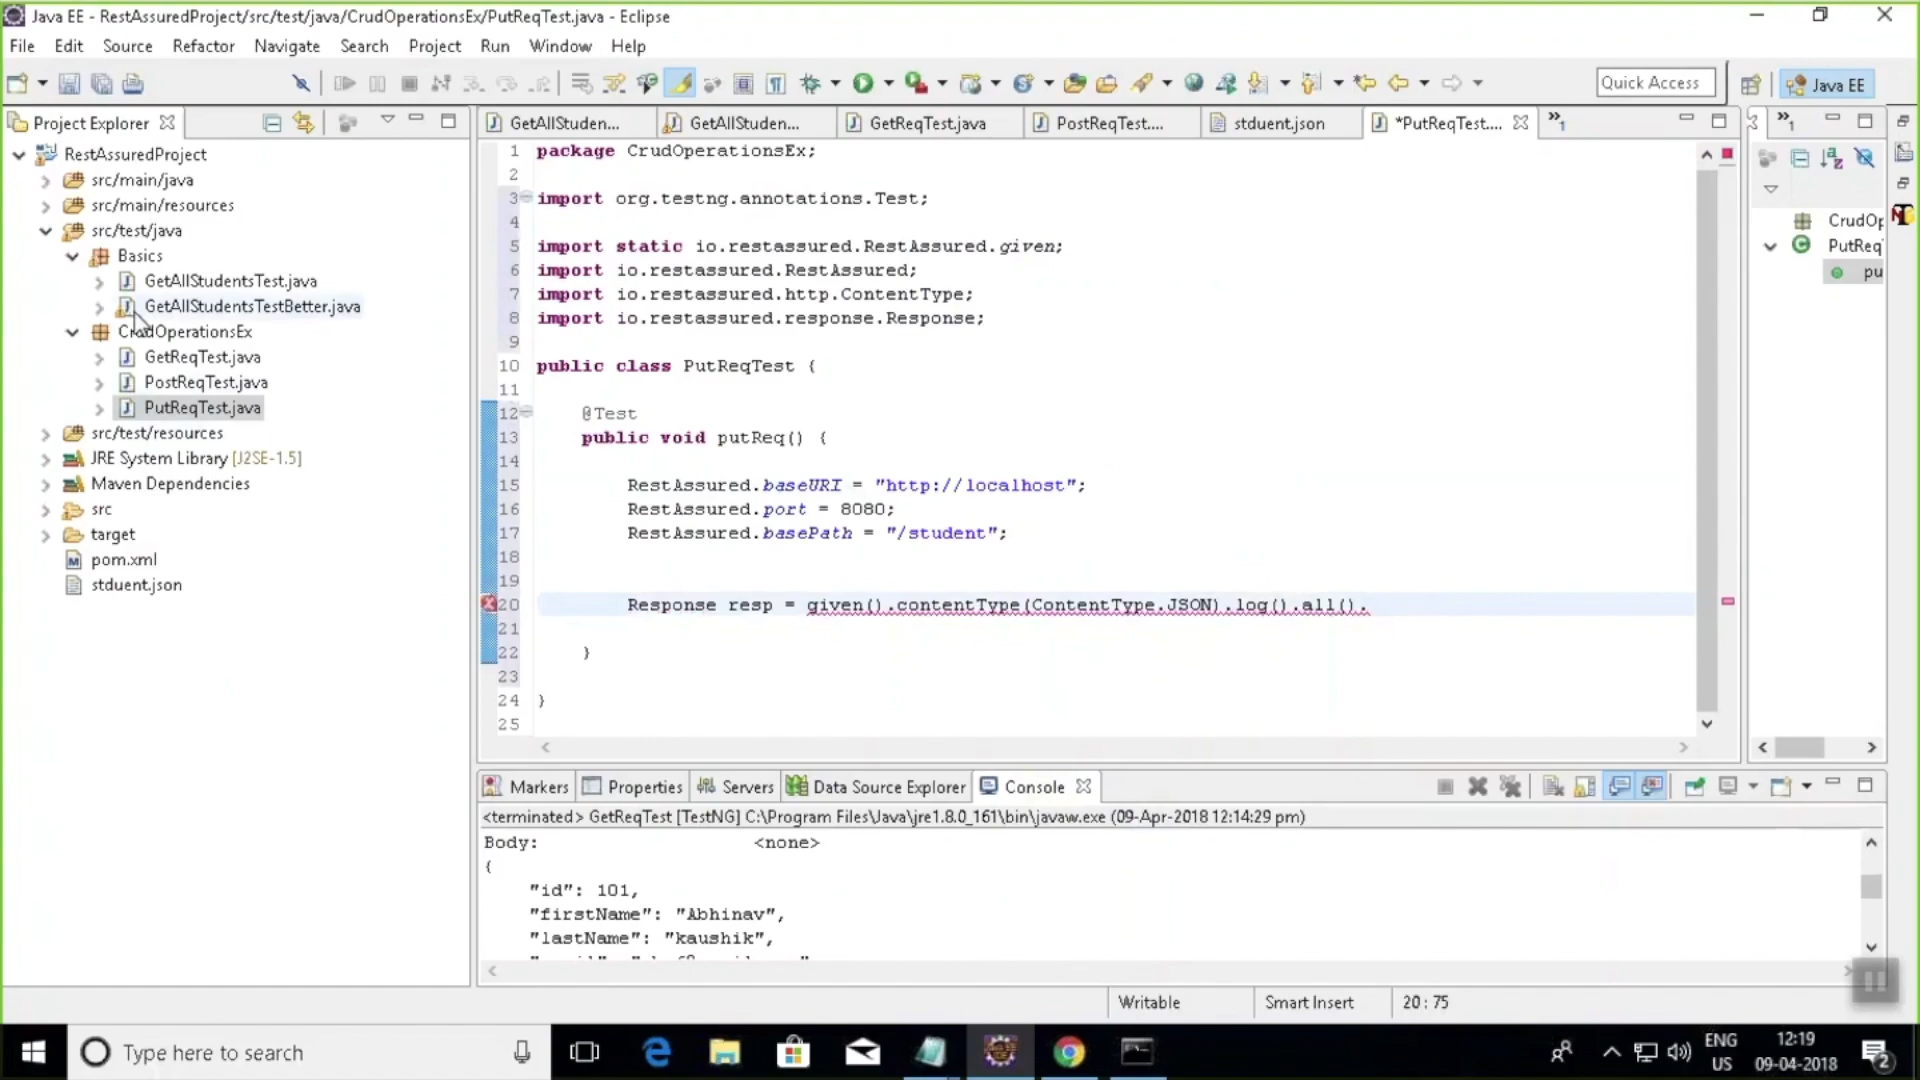 Java EE - RestAssuredProject/src/test/java/CrudOperationsEx/PutReqTest.java - Eclipse
File Edit Source Refactor Navigate Search Project Run Window Help
Quick Access
Java EE
Project Explorer
RestAssuredProject
src/main/java
src/main/resources
src/test/java
Basics
GetAllStudentsTest.java
GetAllStudentsTestBetter.java
CrudOperationsEx
GetReqTest.java
PostReqTest.java
PutReqTest.java
src/test/resources
JRE System Library [J2SE-1.5]
Maven Dependencies
src
target
pom.xml
stduent.json
GetAllStuden... GetAllStuden... GetReqTest.java PostReqTest.... stduent.json *PutReqTest.... »1
1 package CrudOperationsEx;
2
3 import org.testng.annotations.Test;
4
5 import static io.restassured.RestAssured.given;
6 import io.restassured.RestAssured;
7 import io.restassured.http.ContentType;
8 import io.restassured.response.Response;
9
10 public class PutReqTest {
11
12 @Test
13 public void putReq() {
14
15 RestAssured.baseURI = "http://localhost";
16 RestAssured.port = 8080;
17 RestAssured.basePath = "/student";
18
19
20 Response resp = given().contentType(ContentType.JSON).log().all().
21
22 }
23
24 }
25
»1
CrudOp
PutReq
pu
Markers Properties Servers Data Source Explorer Console
<terminated> GetReqTest [TestNG] C:\Program Files\Java\jre1.8.0_161\bin\javaw.exe (09-Apr-2018 12:14:29 pm)
Body: <none>
{
"id": 101,
"firstName": "Abhinav",
"lastName": "kaushik",
Writable Smart Insert 20 : 75
Type here to search
ENG
US
12:19
09-04-2018
2